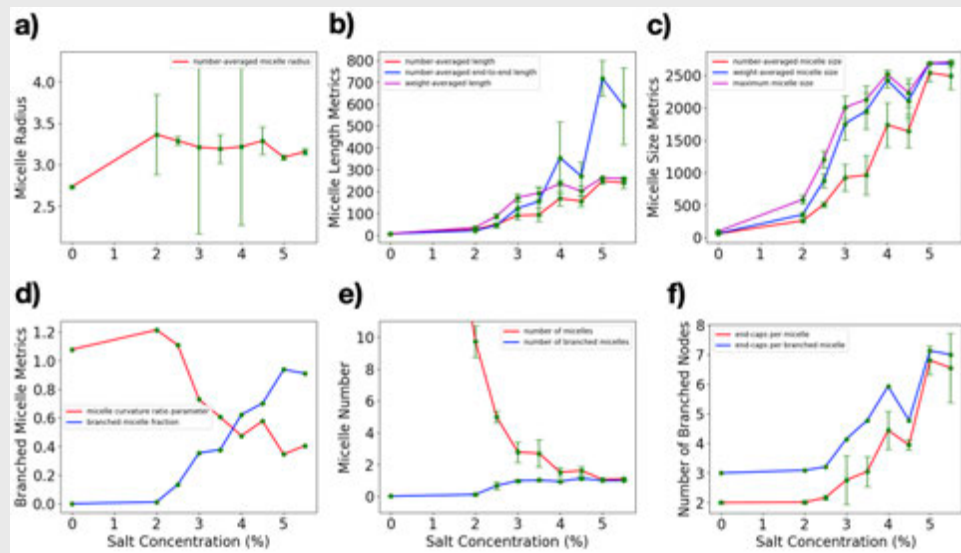 a)
number-averaged micelle radius
Micelle Radius
4.0
3.5
3.0
2.5
0 1 2 3 4 5
b)
number-averaged length
number-averaged end-to-end length
weight-averaged length
Micelle Length Metrics
800
700
600
500
400
300
200
100
0
0 1 2 3 4 5
c)
number-averaged micelle size
weight-averaged micelle size
maximum micelle size
Micelle Size Metrics
2500
2000
1500
1000
500
0
0 1 2 3 4 5
d)
Branched Micelle Metrics
1.2
1.0
0.8
0.6
0.4
0.2
0.0
micelle curvature ratio parameter
branched micelle fraction
0 1 2 3 4 5
Salt Concentration (%)
e)
number of micelles
number of branched micelles
Micelle Number
10
8
6
4
2
0
0 1 2 3 4 5
Salt Concentration (%)
f)
end-caps per micelle
end-caps per branched micelle
Number of Branched Nodes
8
7
6
5
4
3
2
0 1 2 3 4 5
Salt Concentration (%)